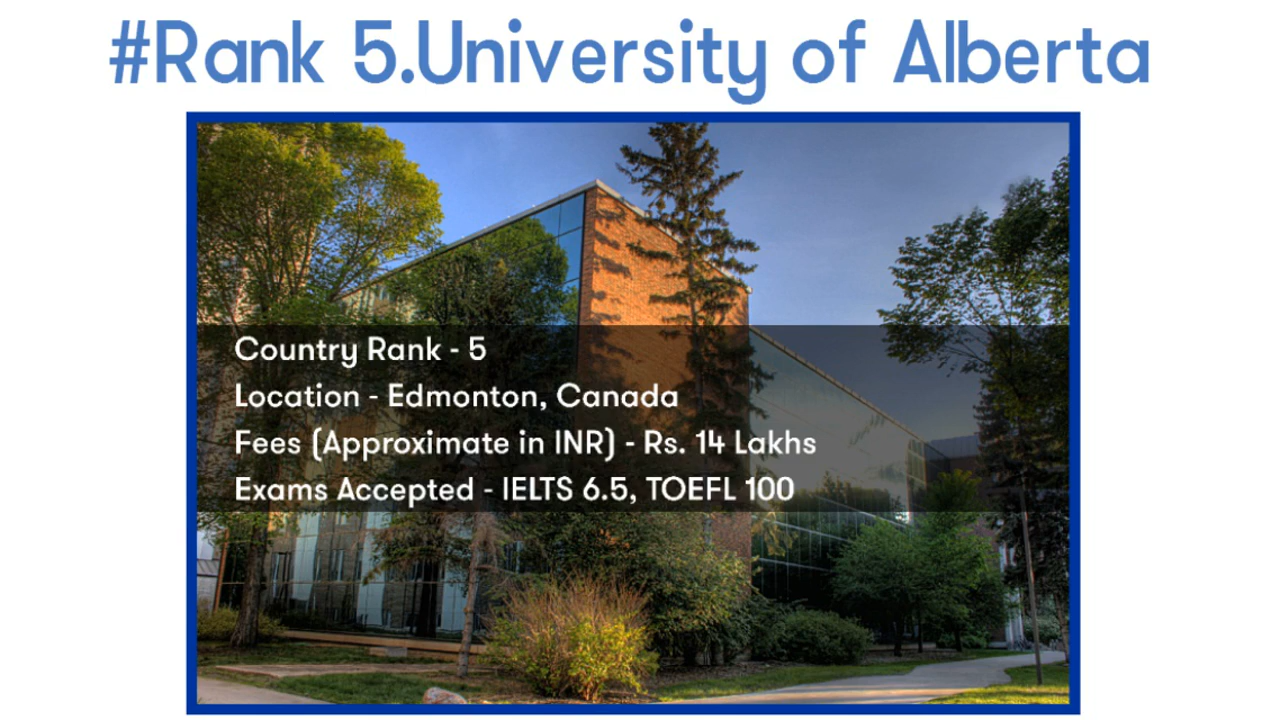 #Rank 5.University of Alberta
Country Rank - 5
Location - Edmonton, Canada
Fees (Approximate in INR) - Rs. 14 Lakhs
Exams Accepted - IELTS 6.5, TOEFL 100